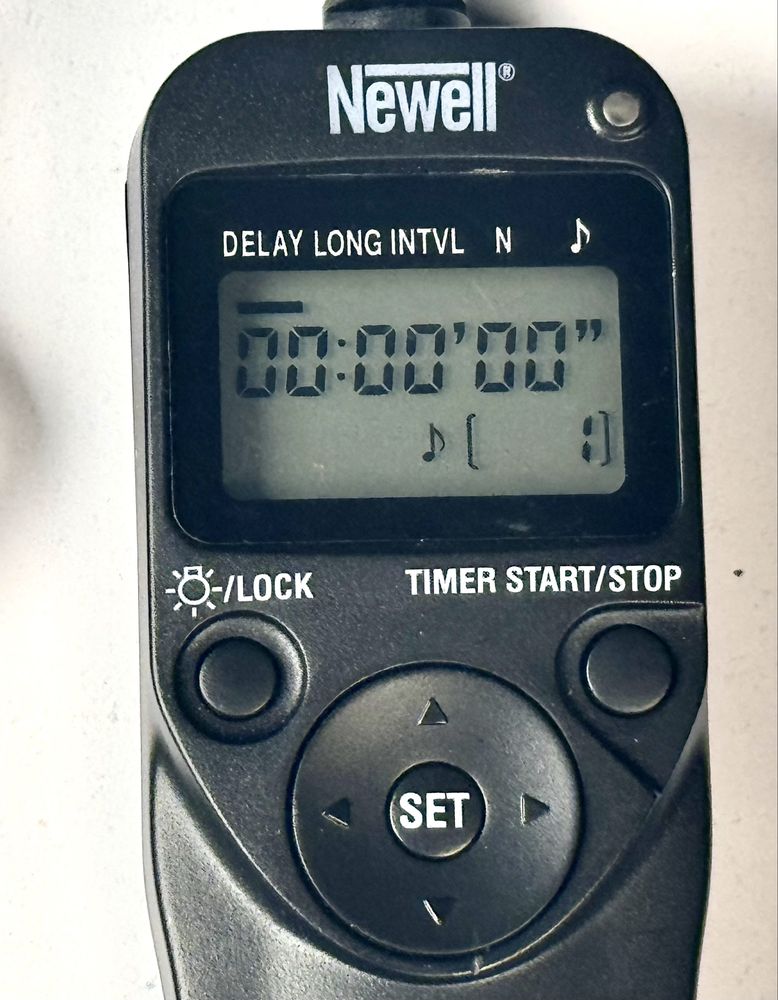 Newell®
DELAY LONG INTVL N ♪
00:00'00”
♪ [ 1]
/LOCK TIMER START/STOP
SET